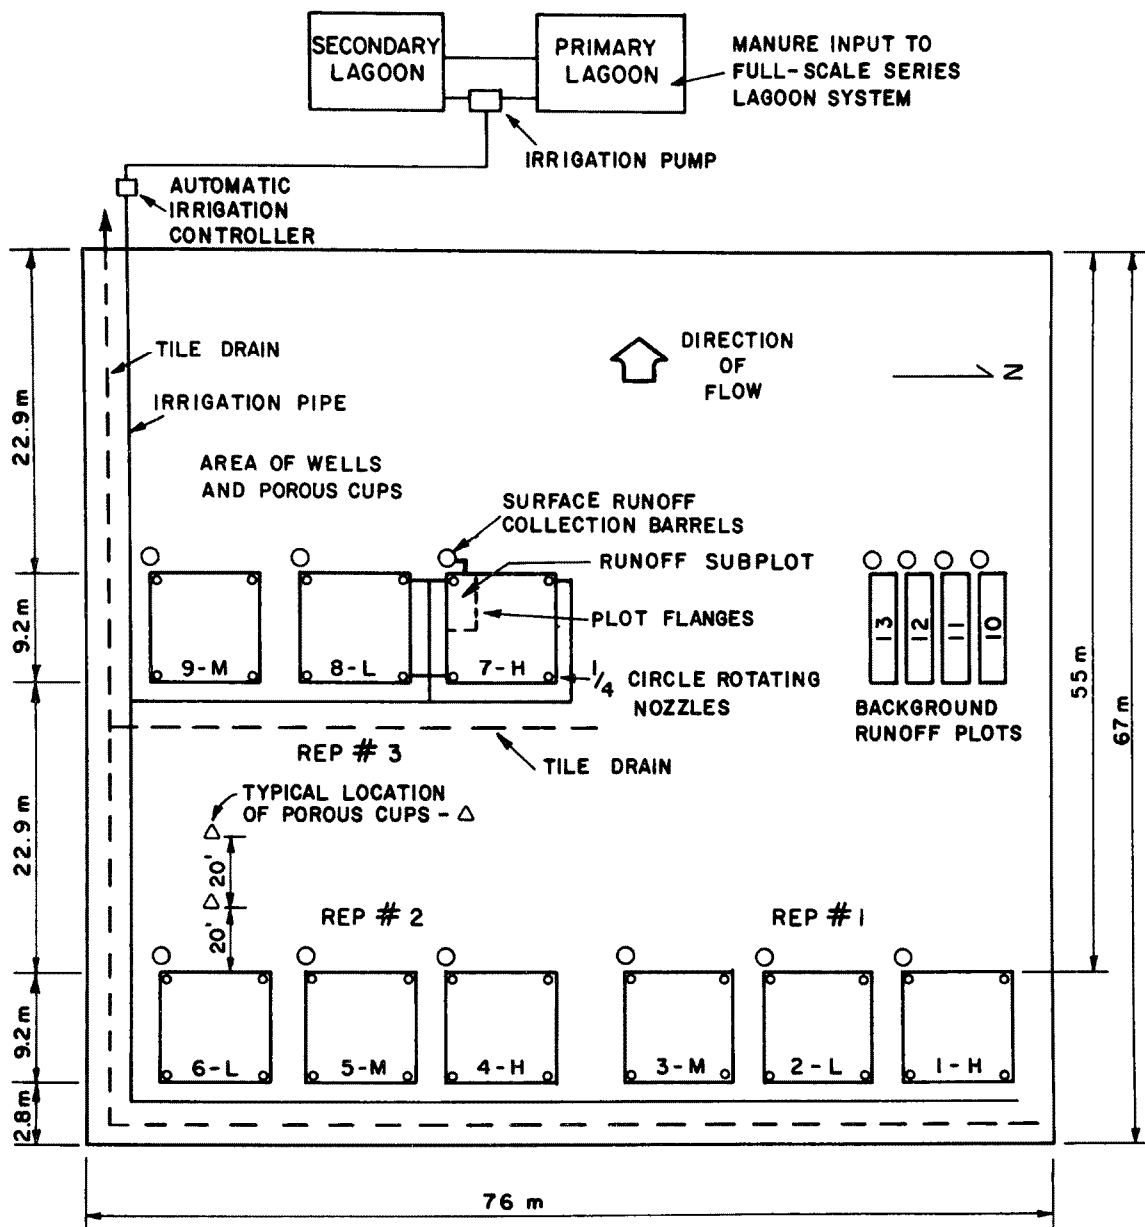 SECONDARY
LAGOON
PRIMARY
LAGOON
MANURE INPUT TO
FULL-SCALE SERIES
LAGOON SYSTEM
IRRIGATION PUMP
AUTOMATIC
IRRIGATION
CONTROLLER
TILE DRAIN
DIRECTION
OF
FLOW
N
IRRIGATION PIPE
22.9 m
AREA OF WELLS
AND POROUS CUPS
SURFACE RUNOFF
COLLECTION BARRELS
RUNOFF SUBPLOT
PLOT FLANGES
9.2 m
9-M
8-L
7-H
1/4 CIRCLE ROTATING
NOZZLES
13
12
11
10
BACKGROUND
RUNOFF PLOTS
55 m
67 m
REP # 3
TILE DRAIN
TYPICAL LOCATION
OF POROUS CUPS - △
22.9 m
20'
20'
REP # 2
REP # 1
9.2 m
6-L
5-M
4-H
3-M
2-L
1-H
2.8 m
76 m